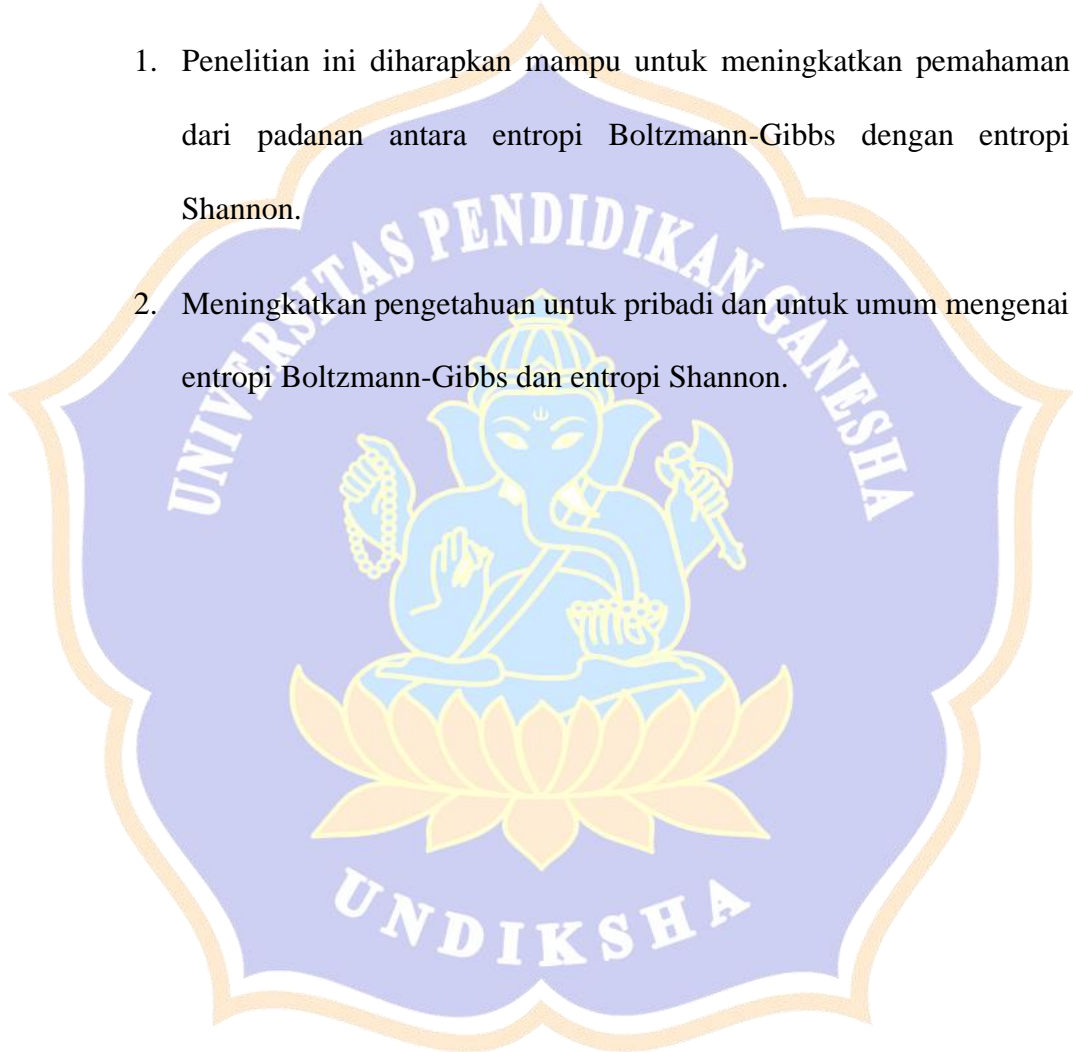 1. Penelitian ini diharapkan mampu untuk meningkatkan pemahaman
dari padanan antara entropi Boltzmann-Gibbs dengan entropi
Shannon.
2. Meningkatkan pengetahuan untuk pribadi dan untuk umum mengenai
entropi Boltzmann-Gibbs dan entropi Shannon.
UNIVERSITAS PENDIDIKAN GANESHA
UNDIKSHA